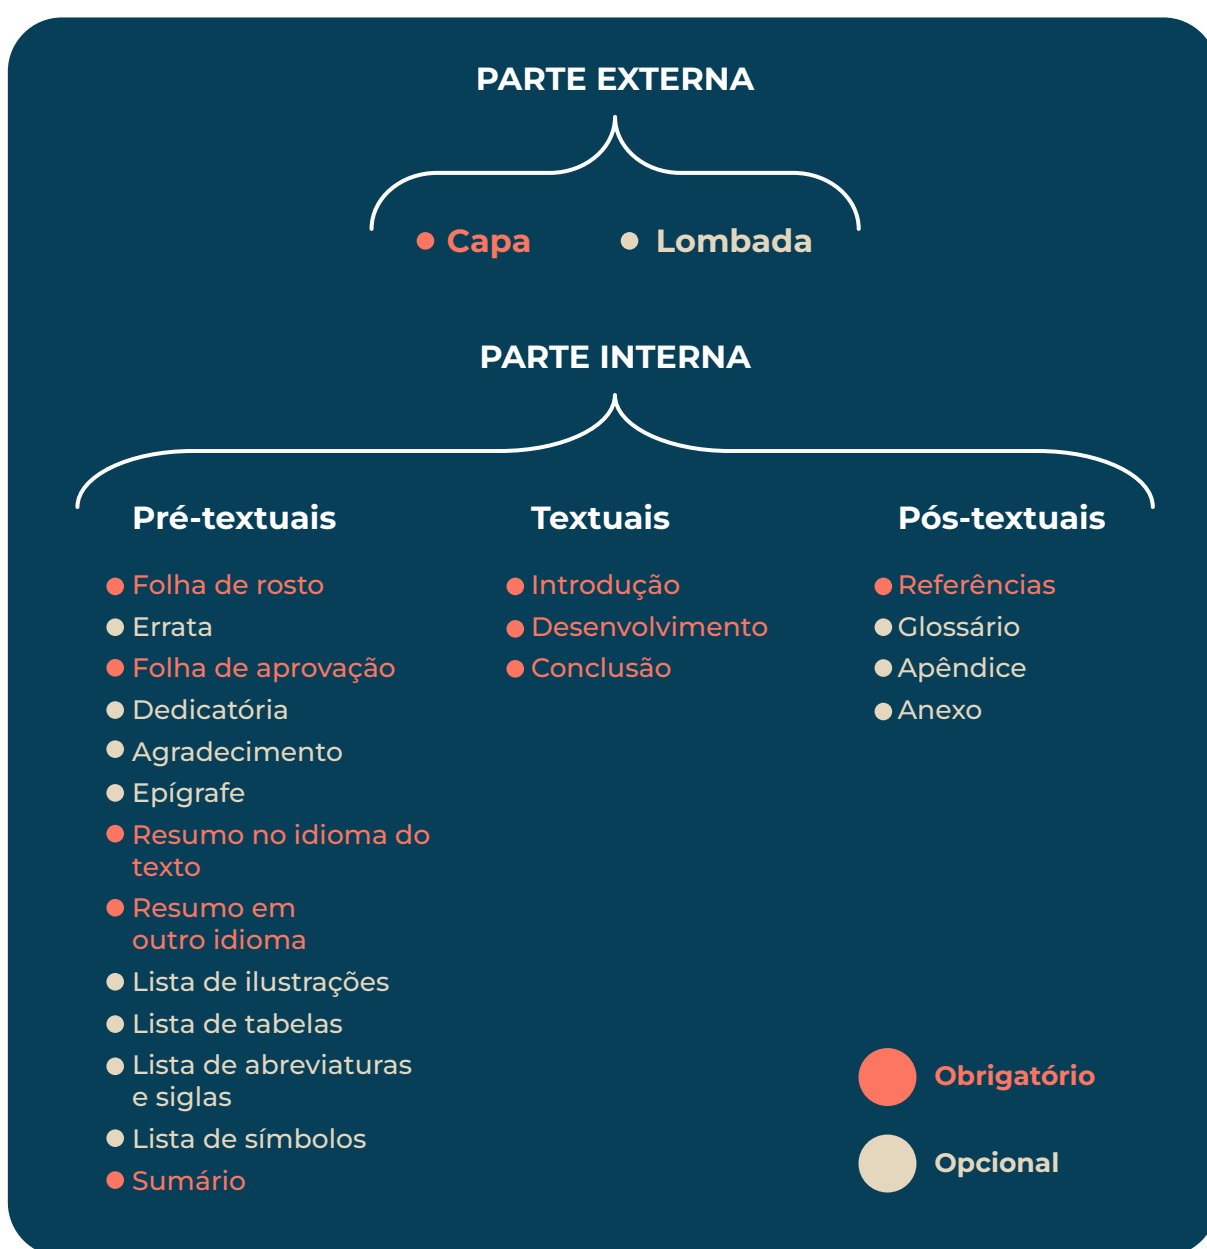 PARTE EXTERNA
Capa
Lombada
PARTE INTERNA
Pré-textuais
Folha de rosto
Errata
Folha de aprovação
Dedicatória
Agradecimento
Epígrafe
Resumo no idioma do
texto
Resumo em
outro idioma
Lista de ilustrações
Lista de tabelas
Lista de abreviaturas
e siglas
Lista de símbolos
Sumário
Textuais
Introdução
Desenvolvimento
Conclusão
Pós-textuais
Referências
Glossário
Apêndice
Anexo
Obrigatório
Opcional